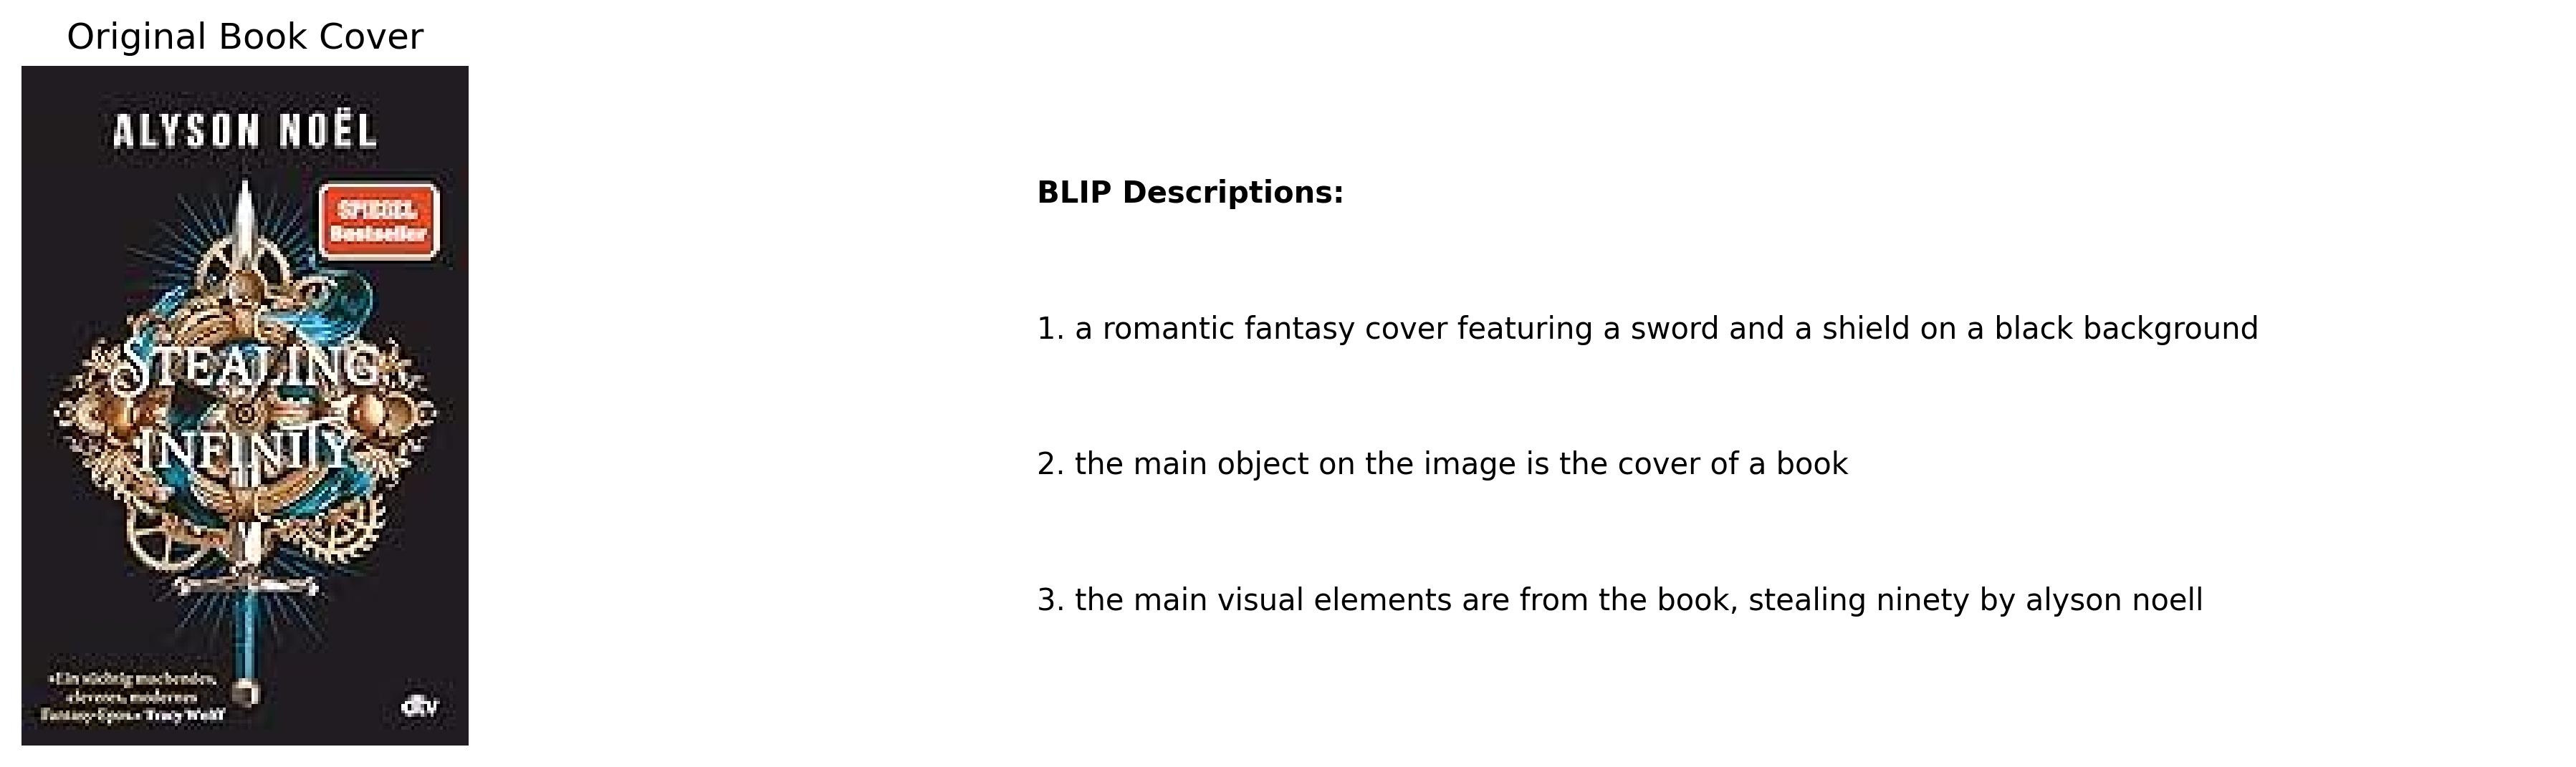 Original Book Cover
ALYSON NOËL
SPIEGEL
Bestseller
STEALING
INFINITY
»Ein süchtig machendes,
cleveres, modernes
Fantasy-Epos« Tracy Wolff
dtv
BLIP Descriptions:
1. a romantic fantasy cover featuring a sword and a shield on a black background
2. the main object on the image is the cover of a book
3. the main visual elements are from the book, stealing ninety by alyson noell